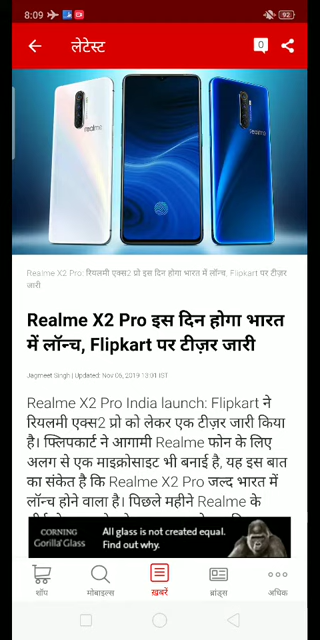 8:09
92
लेटेस्ट
0
realme
realme
Realme X2 Pro: रियलमी एक्स2 प्रो इस दिन होगा भारत में लॉन्च, Flipkart पर टीज़र
जारी
Realme X2 Pro इस दिन होगा भारत
में लॉन्च, Flipkart पर टीज़र जारी
Jagmeet Singh | Updated: Nov 06, 2019 13:01 IST
Realme X2 Pro India launch: Flipkart ने
रियलमी एक्स2 प्रो को लेकर एक टीज़र जारी किया
है। फ्लिपकार्ट ने आगामी Realme फोन के लिए
अलग से एक माइक्रोसाइट भी बनाई है, यह इस बात
का संकेत है कि Realme X2 Pro जल्द भारत में
लॉन्च होने वाला है। पिछले महीने Realme के
CORNING
Gorilla Glass
All glass is not created equal.
Find out why.
शॉप
मोबाइल्स
ख़बरें
ब्रांड्स
अधिक